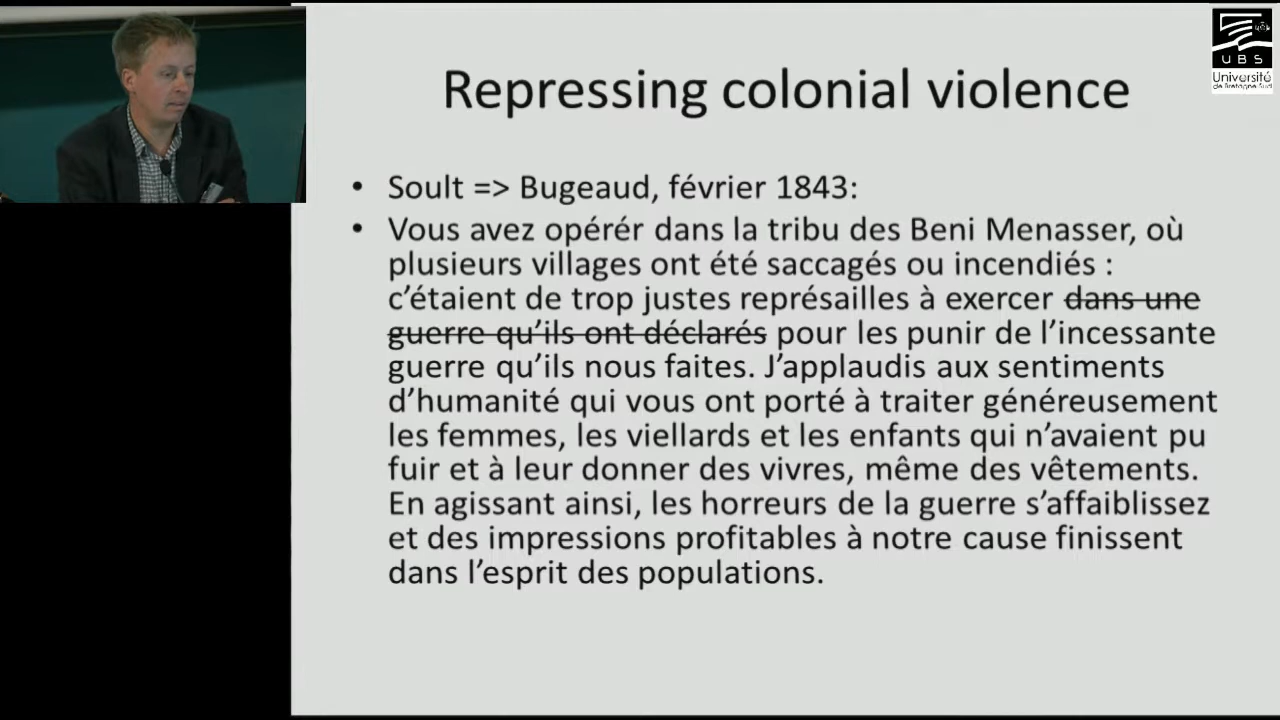 Repressing colonial violence
• Soult => Bugeaud, février 1843:
• Vous avez opérér dans la tribu des Beni Menasser, où
plusieurs villages ont été saccagés ou incendiés :
c’étaient de trop justes représailles à exercer dans une
guerre qu’ils ont déclarés pour les punir de l’incessante
guerre qu’ils nous faites. J’applaudis aux sentiments
d’humanité qui vous ont porté à traiter généreusement
les femmes, les viellards et les enfants qui n’avaient pu
fuir et à leur donner des vivres, même des vêtements.
En agissant ainsi, les horreurs de la guerre s’affaiblissez
et des impressions profitables à notre cause finissent
dans l’esprit des populations.
UBS
Université
de Bretagne Sud